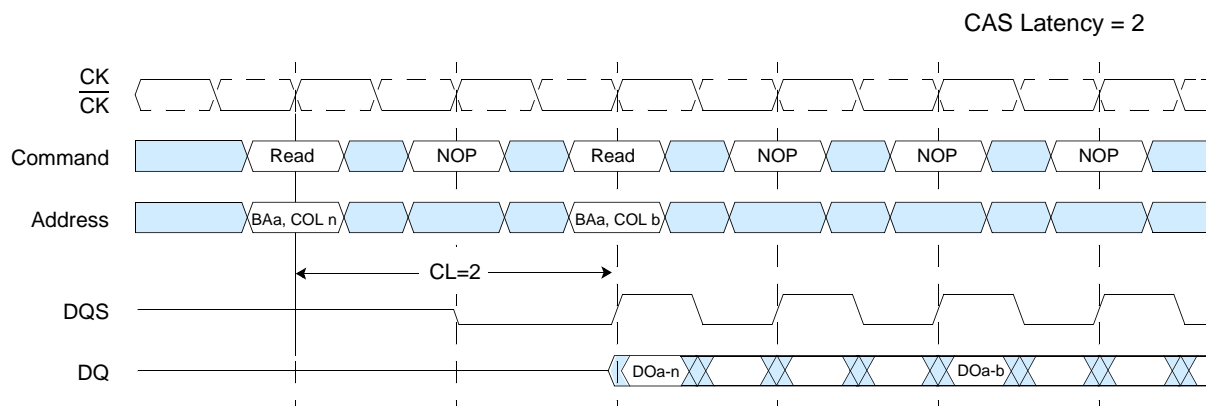 CAS Latency = 2
CK
CK
Command Read NOP Read NOP NOP NOP
Address BAa, COL n BAa, COL b
CL=2
DQS
DQ DOa-n DOa-b